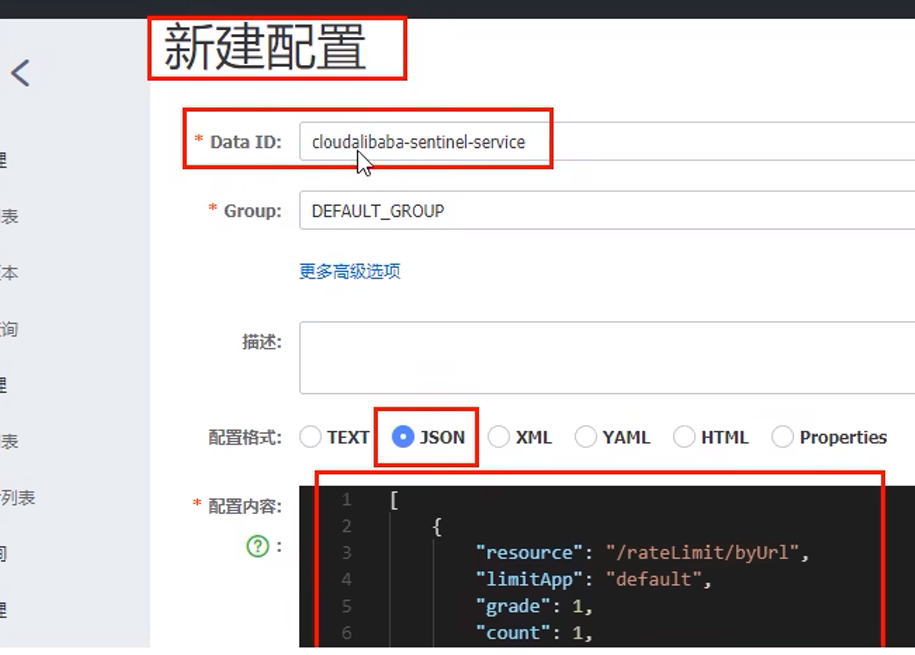 新建配置
* Data ID: cloudalibaba-sentinel-service
* Group: DEFAULT_GROUP
更多高级选项
描述:
配置格式: TEXT JSON XML YAML HTML Properties
* 配置内容:
? :
1 [
2 {
3 "resource": "/rateLimit/byUrl",
4 "limitApp": "default",
5 "grade": 1,
6 "count": 1,
理
表
本
询
理
表
列表
理